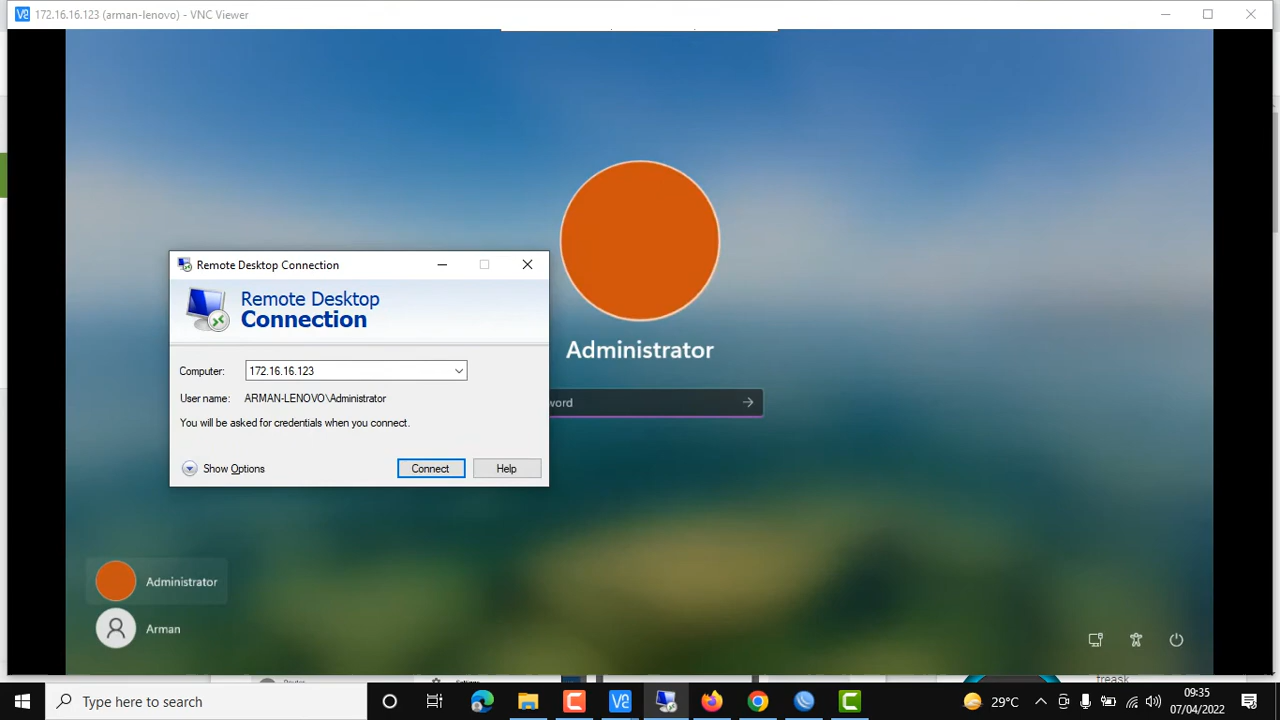 172.16.16.123 (arman-lenovo) - VNC Viewer
Remote Desktop Connection
Remote Desktop
Connection
Computer:
172.16.16.123
User name:
ARMAN-LENOVO\Administrator
You will be asked for credentials when you connect.
Show Options
Connect
Help
Administrator
word
Administrator
Arman
freask
Type here to search
29°C
09:35
07/04/2022